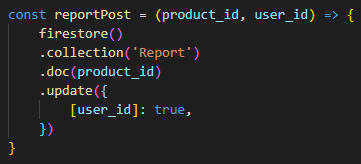 const reportPost = (product_id, user_id) => {
    firestore()
    .collection('Report')
    .doc(product_id)
    .update({
        [user_id]: true,
    })
}